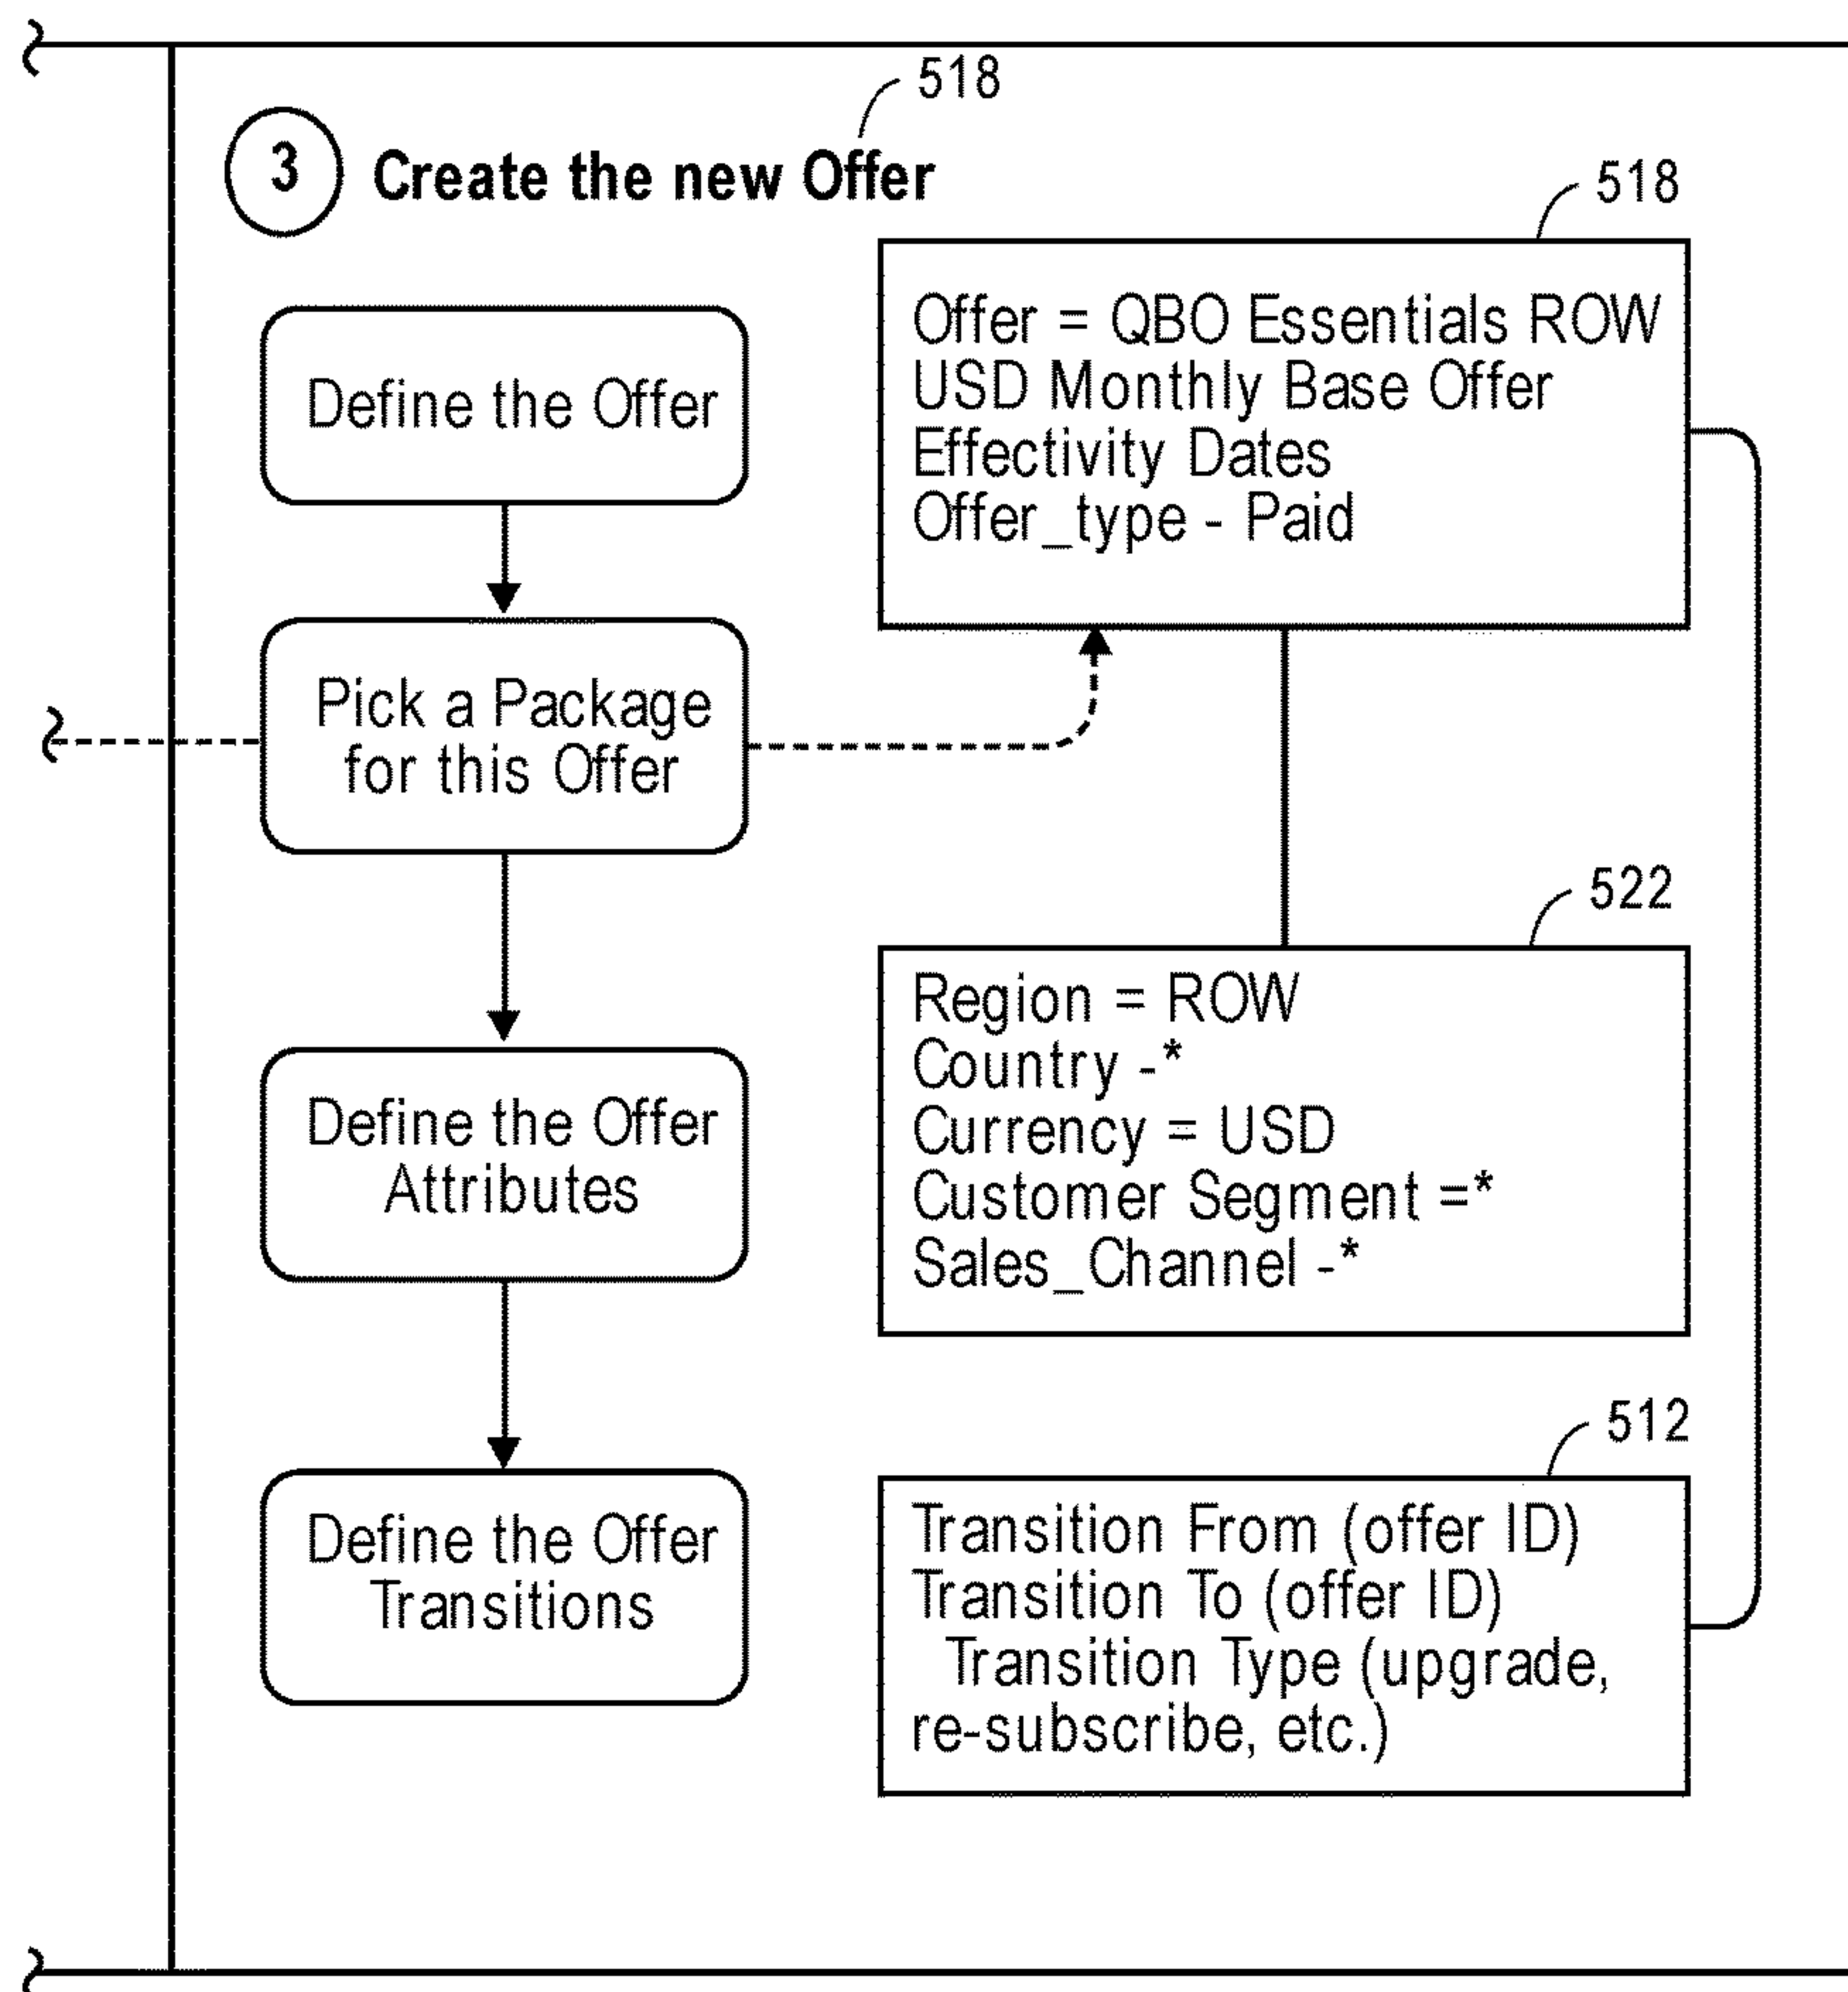 518
3 Create the new Offer
Define the Offer
Pick a Package
for this Offer
Define the Offer
Attributes
Define the Offer
Transitions
518
Offer = QBO Essentials ROW
USD Monthly Base Offer
Effectivity Dates
Offer_type - Paid
522
Region = ROW
Country -*
Currency = USD
Customer Segment =*
Sales_Channel -*
512
Transition From (offer ID)
Transition To (offer ID)
Transition Type (upgrade,
re-subscribe, etc.)